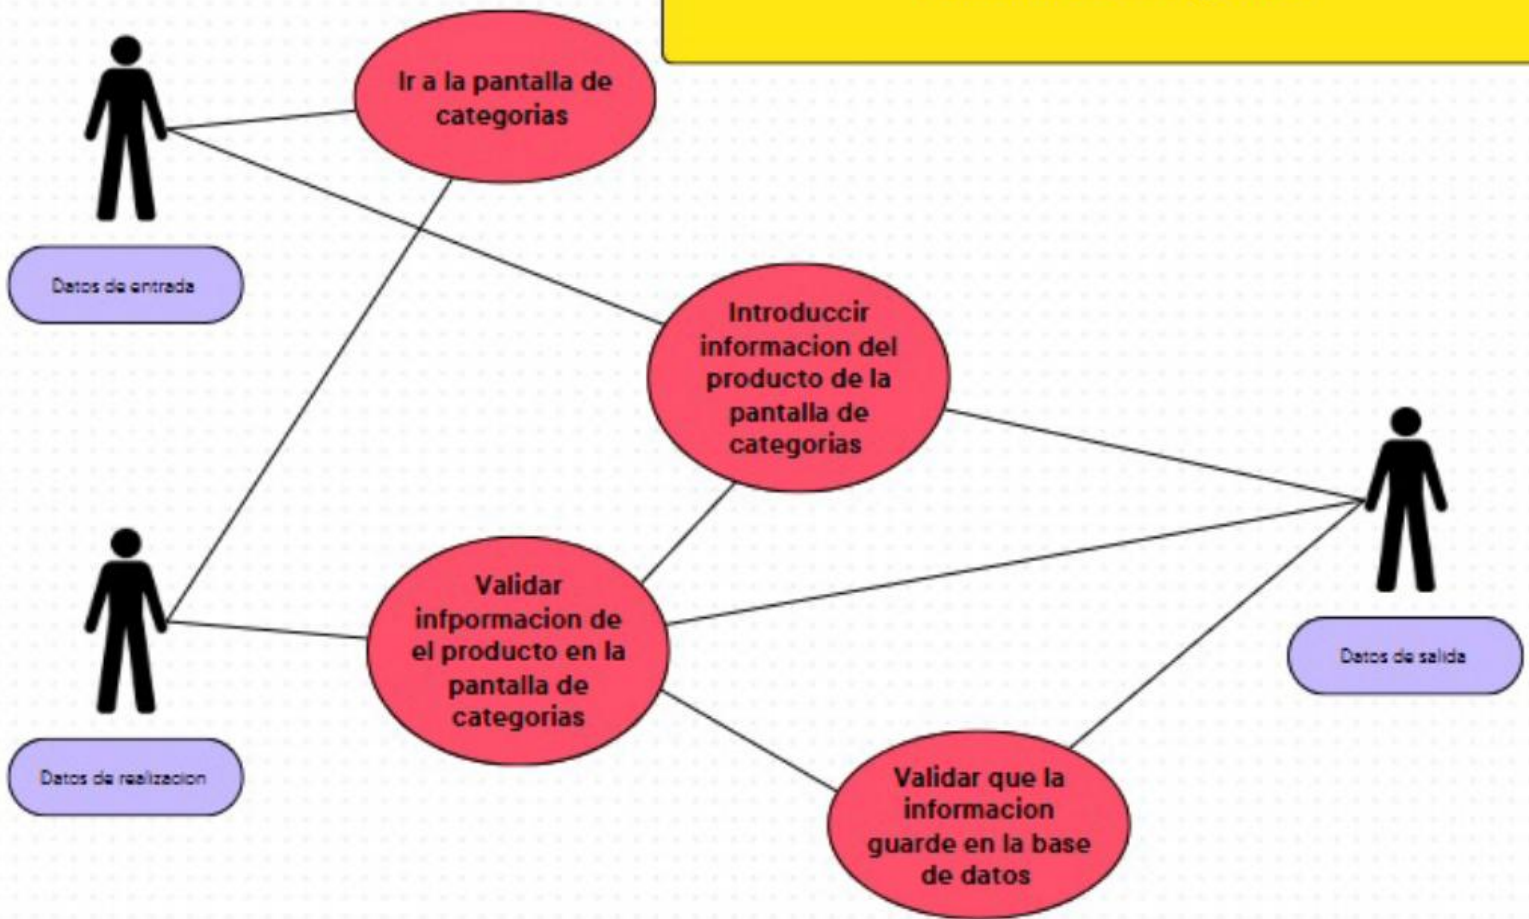 Ir a la pantalla de
categorias
Datos de entrada
Introduccir
informacion del
producto de la
pantalla de
categorias
Validar
infpormacion de
el producto en la
pantalla de
categorias
Datos de salida
Datos de realizacion
Validar que la
informacion
guarde en la base
de datos